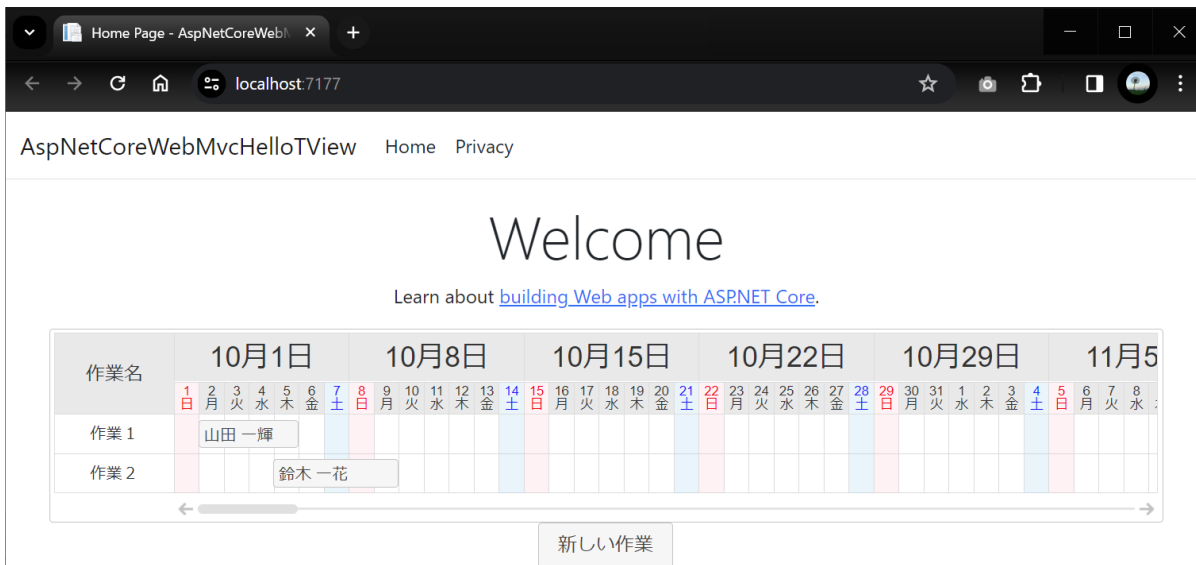 Home Page - AspNetCoreWeb
localhost:7177
AspNetCoreWebMvcHelloTView Home Privacy
Welcome
Learn about building Web apps with ASP.NET Core.
作業名 10月1日 10月8日 10月15日 10月22日 10月29日 11月5
1 2 3 4 5 6 7 8 9 10 11 12 13 14 15 16 17 18 19 20 21 22 23 24 25 26 27 28 29 30 31 1 2 3 4 5 6 7 8
日 月 火 水 木 金 土 日 月 火 水 木 金 土 日 月 火 水 木 金 土 日 月 火 水 木 金 土 日 月 火 水 木 金 土 日 月 火 水
作業 1 山田 一輝
作業 2 鈴木 一花
新しい作業